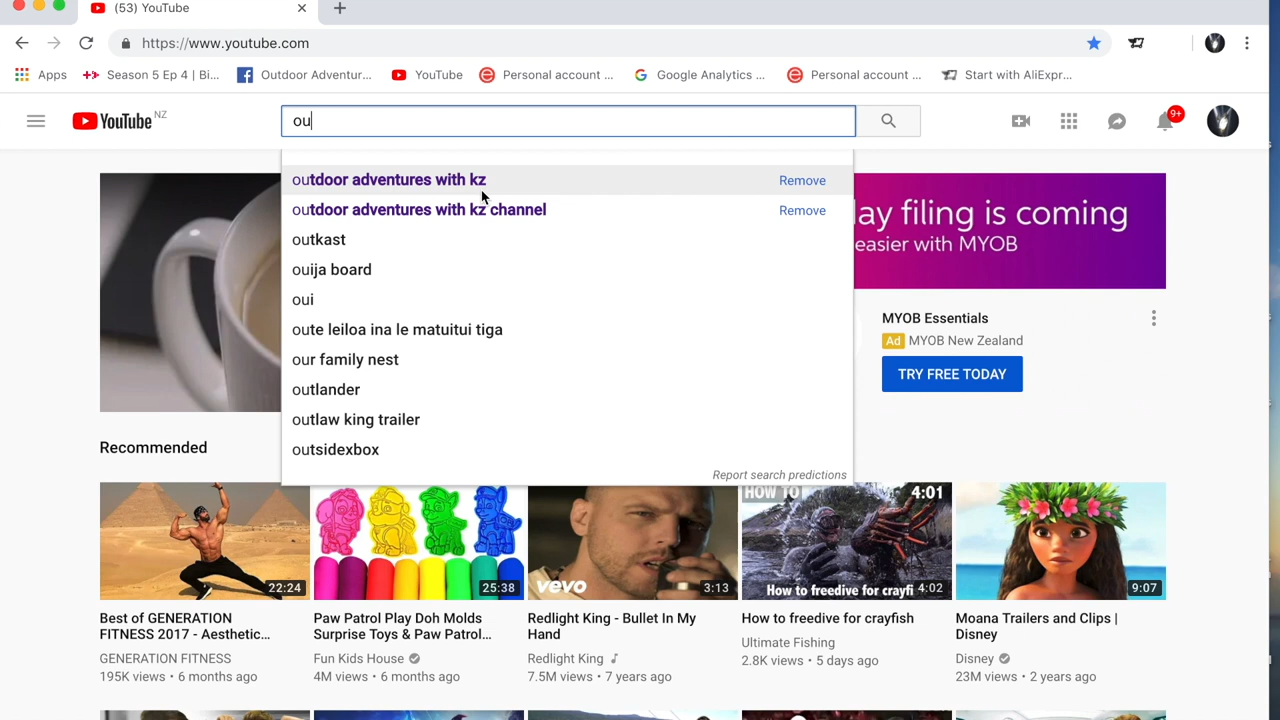 (53) YouTube
https://www.youtube.com
Apps
Season 5 Ep 4 | Bi...
Outdoor Adventur...
YouTube
Personal account ...
Google Analytics ...
Personal account ...
Start with AliExpr...
YouTube NZ
ou
9+
outdoor adventures with kz
Remove
outdoor adventures with kz channel
Remove
outkast
ouija board
oui
oute leiloa ina le matuitui tiga
our family nest
outlander
outlaw king trailer
outsidexbox
Report search predictions
ay filing is coming
easier with MYOB
MYOB Essentials
Ad MYOB New Zealand
TRY FREE TODAY
Recommended
22:24
25:38
vevo
3:13
HOW TO
4:01
How to freedive for crayfi
4:02
9:07
Best of GENERATION
FITNESS 2017 - Aesthetic...
GENERATION FITNESS
195K views • 6 months ago
Paw Patrol Play Doh Molds
Surprise Toys & Paw Patrol...
Fun Kids House
4M views • 6 months ago
Redlight King - Bullet In My
Hand
Redlight King
7.5M views • 7 years ago
How to freedive for crayfish
Ultimate Fishing
2.8K views • 5 days ago
Moana Trailers and Clips |
Disney
Disney
23M views • 2 years ago